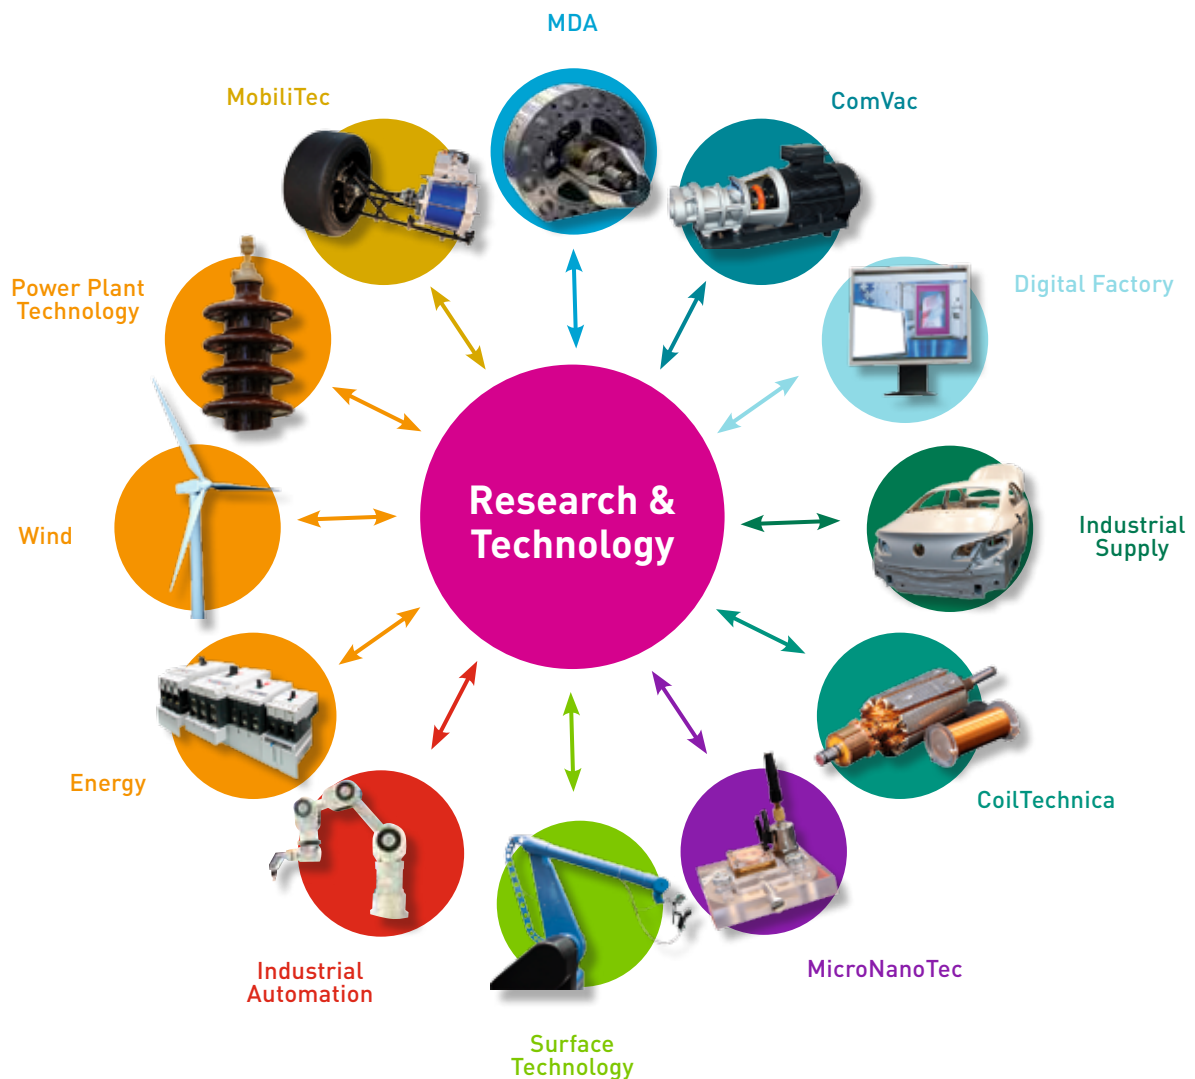 MDA
MobiliTec
ComVac
Power Plant
Technology
Digital Factory
Research &
Technology
Wind
Industrial
Supply
Energy
CoilTechnica
Industrial
Automation
MicroNanoTec
Surface
Technology